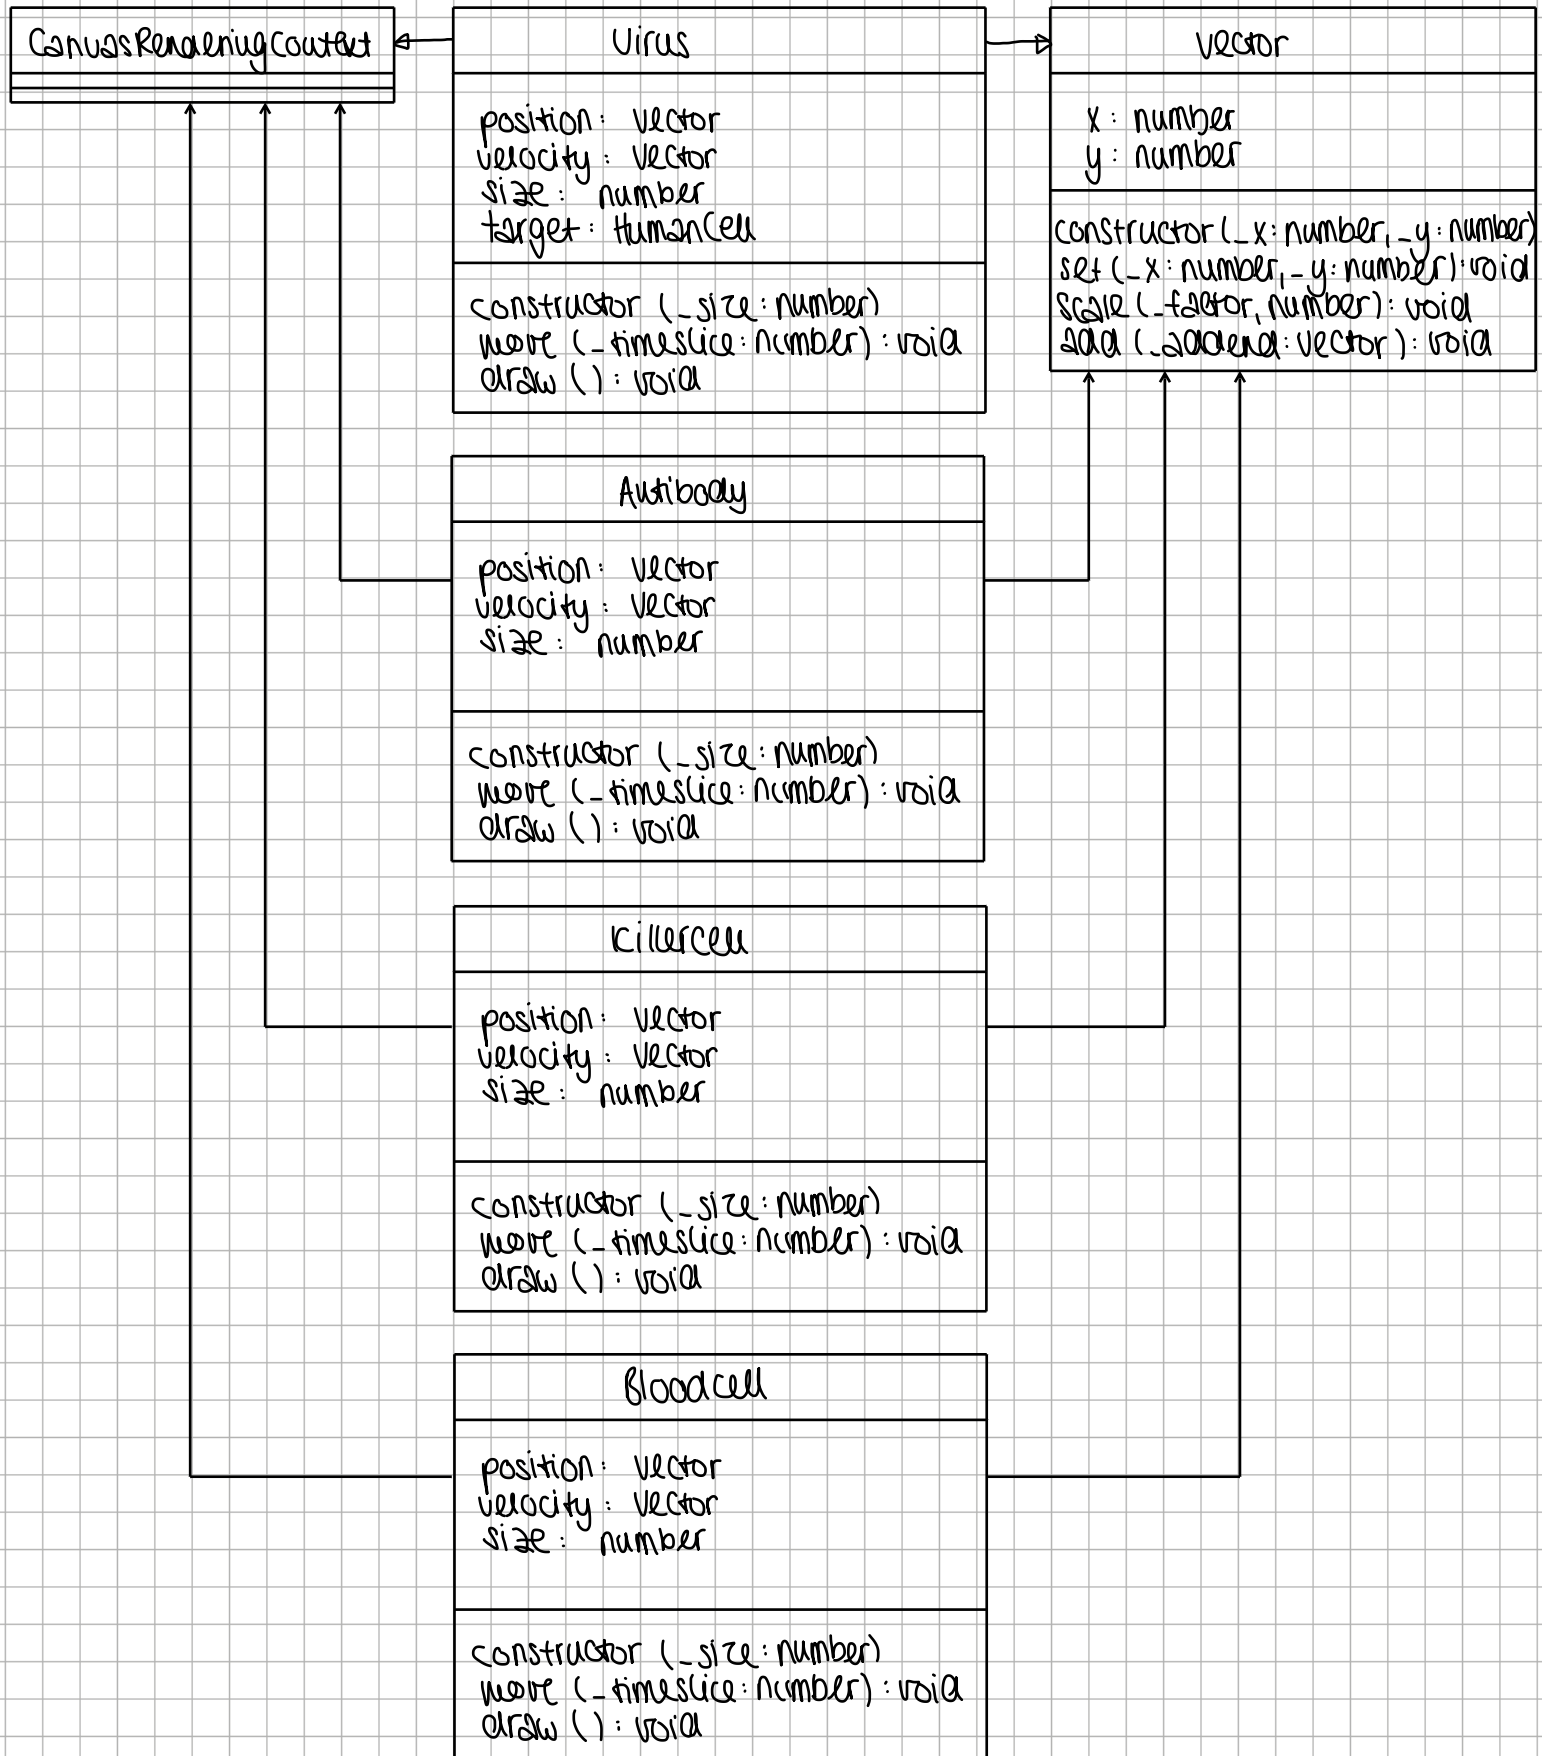 CanvasRenderingContext
Virus
position: Vector
velocity: Vector
size: number
target: HumanCell
constructor (_size: number)
move (_timeslice: number): void
draw (): void
Vector
x: number
y: number
constructor (_x: number, _y: number)
set (_x: number, _y: number): void
scale (_factor, number): void
add (_addend: Vector): void
Antibody
position: Vector
velocity: Vector
size: number
constructor (_size: number)
move (_timeslice: number): void
draw (): void
Killercell
position: Vector
velocity: Vector
size: number
constructor (_size: number)
move (_timeslice: number): void
draw (): void
Bloodcell
position: Vector
velocity: Vector
size: number
constructor (_size: number)
move (_timeslice: number): void
draw (): void